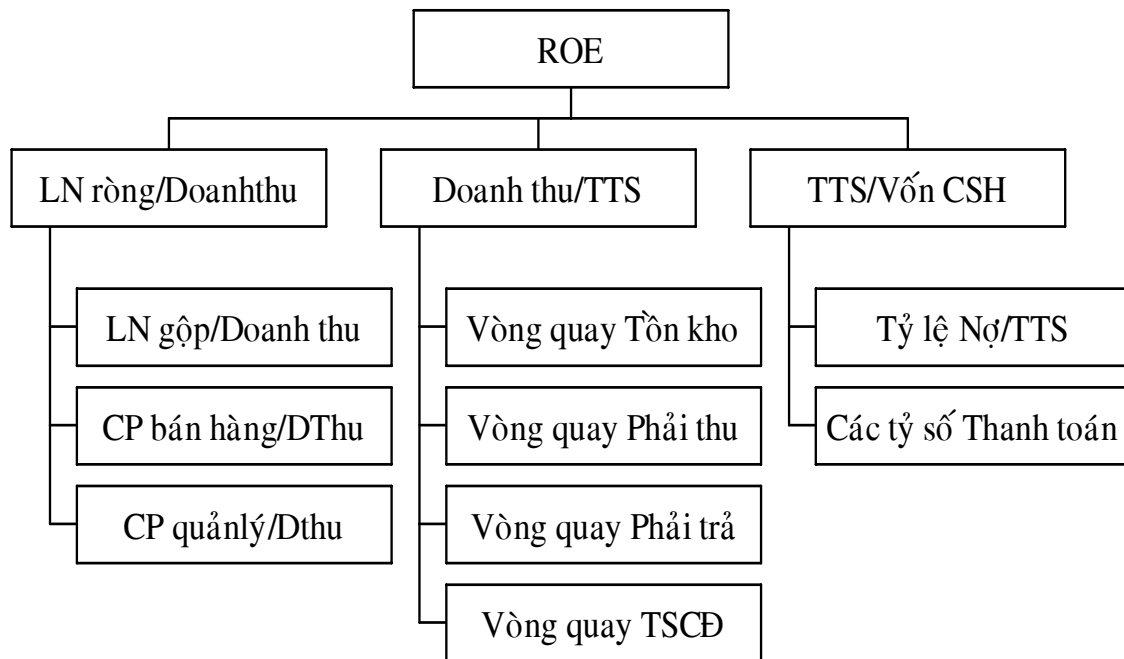 ROE
LN ròng/Doanhthu
Doanh thu/TTS
TTS/Vốn CSH
LN gộp/Doanh thu
Vòng quay Tồn kho
Tỷ lệ Nợ/TTS
CP bán hàng/DThu
Vòng quay Phải thu
Các tỷ số Thanh toán
CP quảnlý/Dthu
Vòng quay Phải trả
Vòng quay TSCĐ